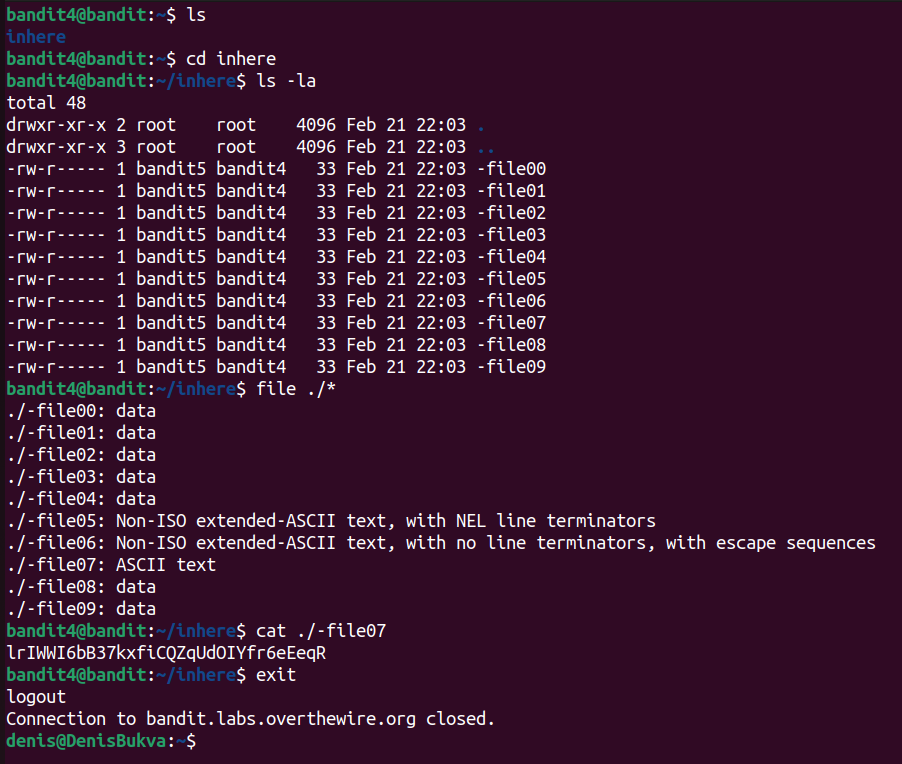 bandit4@bandit:~$ ls
inhere
bandit4@bandit:~$ cd inhere
bandit4@bandit:~/inhere$ ls -la
total 48
drwxr-xr-x 2 root    root    4096 Feb 21 22:03 .
drwxr-xr-x 3 root    root    4096 Feb 21 22:03 ..
-rw-r----- 1 bandit5 bandit4   33 Feb 21 22:03 -file00
-rw-r----- 1 bandit5 bandit4   33 Feb 21 22:03 -file01
-rw-r----- 1 bandit5 bandit4   33 Feb 21 22:03 -file02
-rw-r----- 1 bandit5 bandit4   33 Feb 21 22:03 -file03
-rw-r----- 1 bandit5 bandit4   33 Feb 21 22:03 -file04
-rw-r----- 1 bandit5 bandit4   33 Feb 21 22:03 -file05
-rw-r----- 1 bandit5 bandit4   33 Feb 21 22:03 -file06
-rw-r----- 1 bandit5 bandit4   33 Feb 21 22:03 -file07
-rw-r----- 1 bandit5 bandit4   33 Feb 21 22:03 -file08
-rw-r----- 1 bandit5 bandit4   33 Feb 21 22:03 -file09
bandit4@bandit:~/inhere$ file ./*
./-file00: data
./-file01: data
./-file02: data
./-file03: data
./-file04: data
./-file05: Non-ISO extended-ASCII text, with NEL line terminators
./-file06: Non-ISO extended-ASCII text, with no line terminators, with escape sequences
./-file07: ASCII text
./-file08: data
./-file09: data
bandit4@bandit:~/inhere$ cat ./-file07
lrIWWI6bB37kxfiCQZqUdOIYfr6eEeqR
bandit4@bandit:~/inhere$ exit
logout
Connection to bandit.labs.overthewire.org closed.
denis@DenisBukva:~$